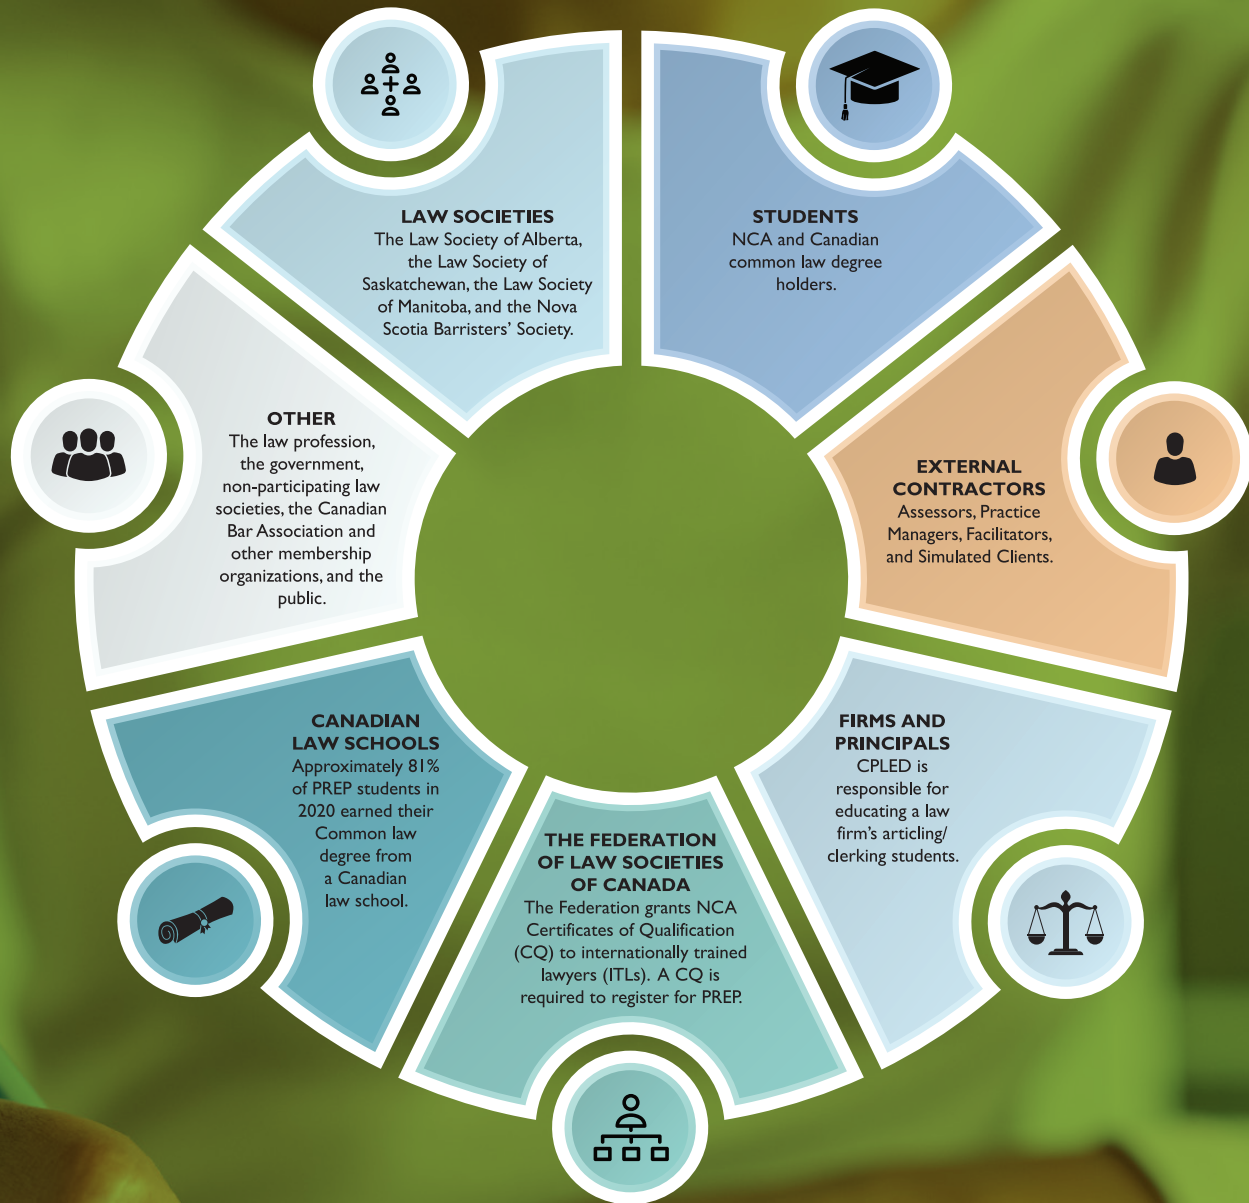 LAW SOCIETIES
The Law Society of Alberta,
the Law Society of
Saskatchewan, the Law Society
of Manitoba, and the Nova
Scotia Barristers’ Society.
STUDENTS
NCA and Canadian
common law degree
holders.
EXTERNAL
CONTRACTORS
Assessors, Practice
Managers, Facilitators,
and Simulated Clients.
FIRMS AND
PRINCIPALS
CPLED is
responsible for
educating a law
firm’s articling/
clerking students.
THE FEDERATION
OF LAW SOCIETIES
OF CANADA
The Federation grants NCA
Certificates of Qualification
(CQ) to internationally trained
lawyers (ITLs). A CQ is
required to register for PREP.
CANADIAN
LAW SCHOOLS
Approximately 81%
of PREP students in
2020 earned their
Common law
degree from
a Canadian
law school.
OTHER
The law profession,
the government,
non-participating law
societies, the Canadian
Bar Association and
other membership
organizations, and the
public.